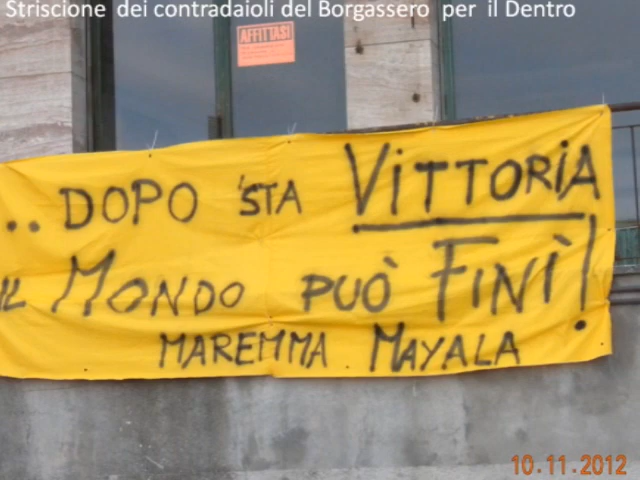 Striscione dei contradaioli del Borgassero per il Dentro
AFFITTASI
..DOPO 'STA VITTORIA
IL MONDO PUÒ FINÌ!
MAREMMA MAYALA
10.11.2012